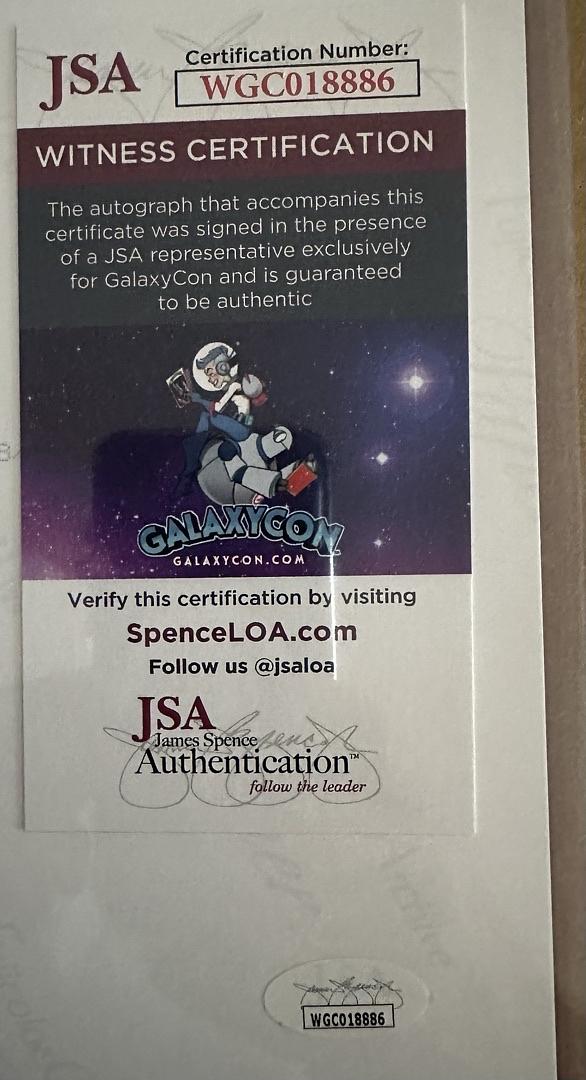 JSA
Certification Number:
WGC018886
WITNESS CERTIFICATION
The autograph that accompanies this
certificate was signed in the presence
of a JSA representative exclusively
for GalaxyCon and is guaranteed
to be authentic
GALAXYCON
GALAXYCON.COM
Verify this certification by visiting
SpenceLOA.com
Follow us @jsaloa
JSA
James Spence
Authentication™
follow the leader
WGC018886